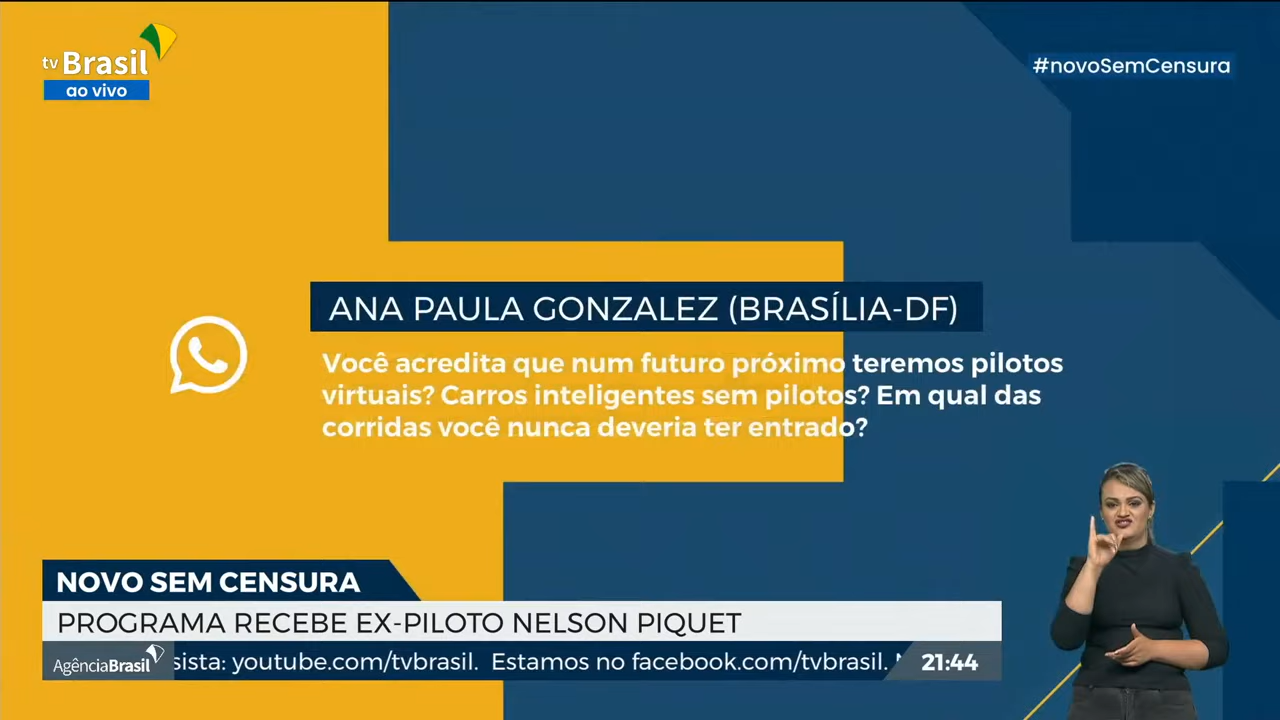 tv Brasil
ao vivo
#novoSemCensura
ANA PAULA GONZALEZ (BRASÍLIA-DF)
Você acredita que num futuro próximo teremos pilotos
virtuais? Carros inteligentes sem pilotos? Em qual das
corridas você nunca deveria ter entrado?
NOVO SEM CENSURA
PROGRAMA RECEBE EX-PILOTO NELSON PIQUET
AgênciaBrasil
sista: youtube.com/tvbrasil. Estamos no facebook.com/tvbrasil.
21:44